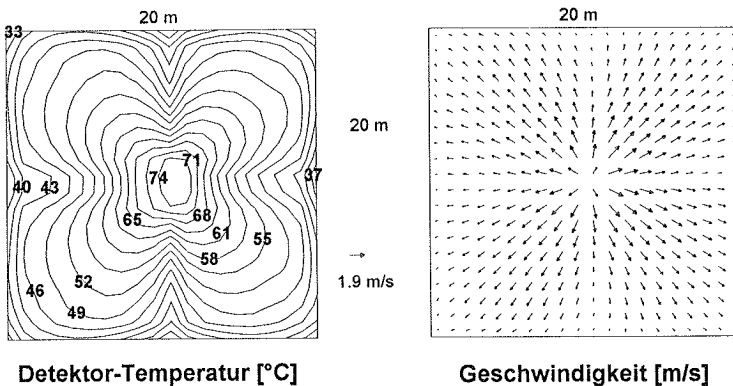 20 m
33
71
74
40 43
37
65
68
61
55
58
52
46
49
20 m
1.9 m/s
20 m
Detektor-Temperatur [°C]
Geschwindigkeit [m/s]